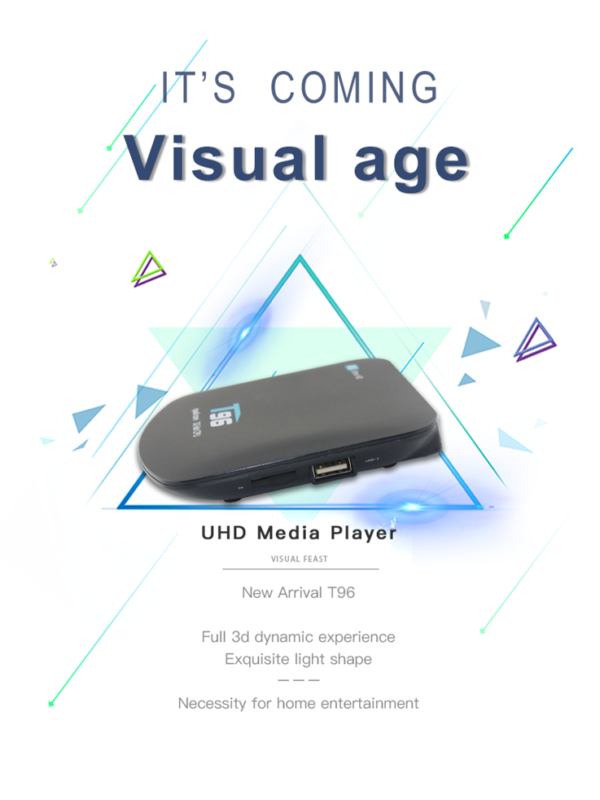 IT'S COMING
Visual age
T96
UHD Media Player
VISUAL FEAST
New Arrival T96
Full 3d dynamic experience
Exquisite light shape
Necessity for home entertainment